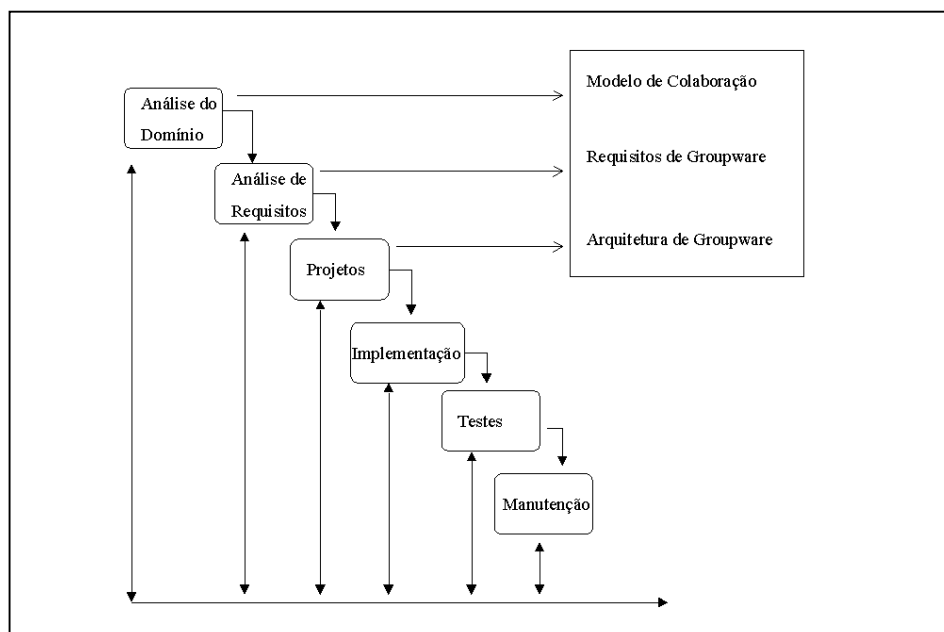 Modelo de Colaboração
Análise do
Domínio
Requisitos de Groupware
Análise de
Requisitos
Arquitetura de Groupware
Projetos
Implementação
Testes
Manutenção